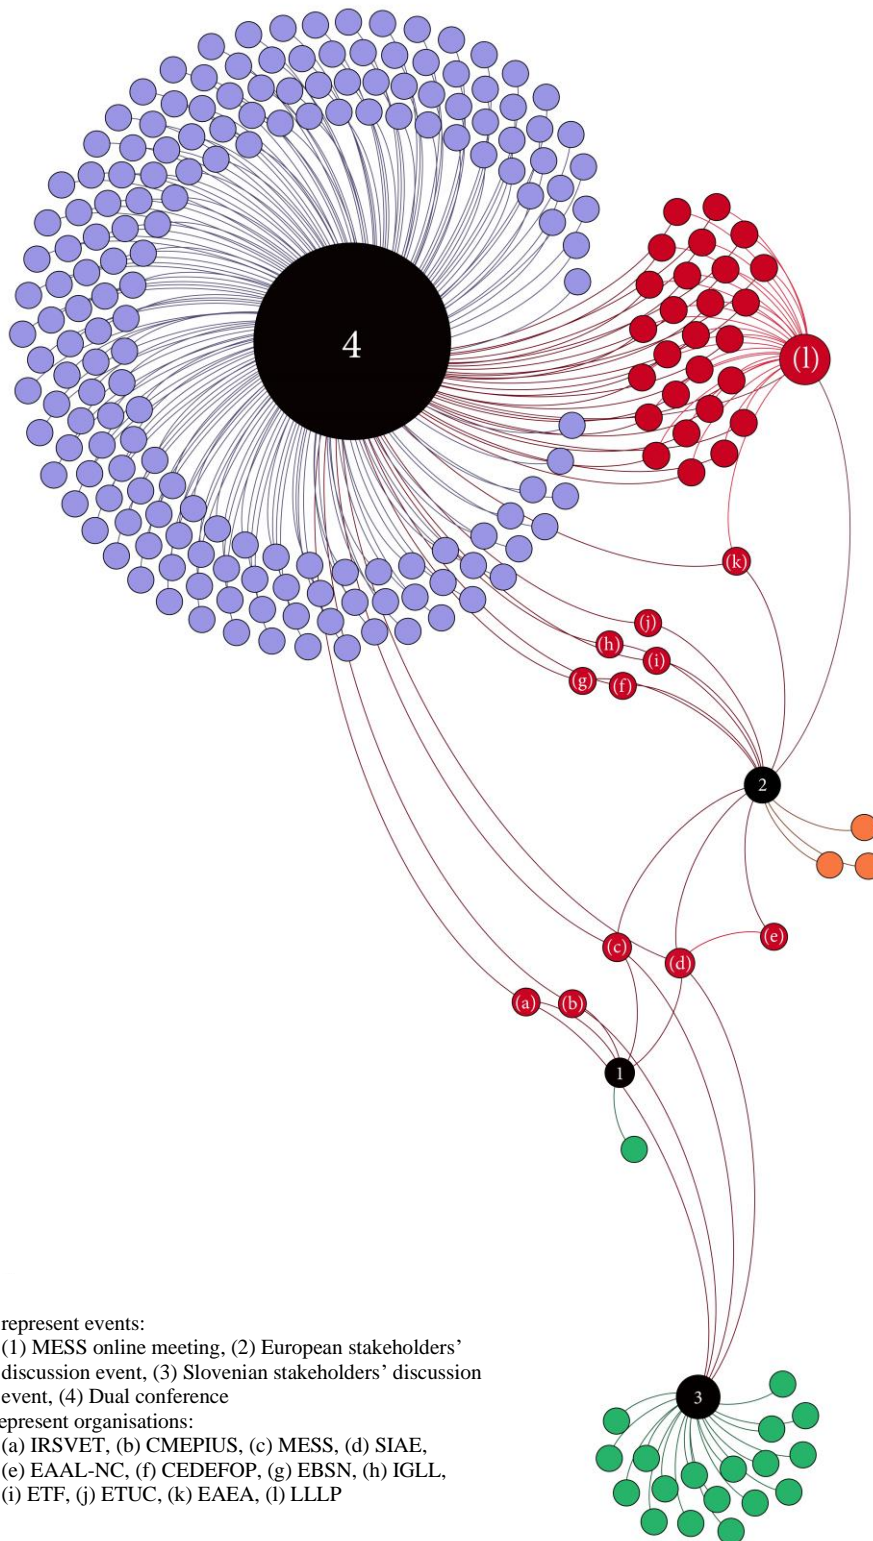 4
(l)
(k)
(j)
(h)
(i)
(g)
(f)
2
(e)
(c)
(d)
(a)
(b)
1
3
represent events:
(1) MESS online meeting, (2) European stakeholders’
discussion event, (3) Slovenian stakeholders’ discussion
event, (4) Dual conference
epresent organisations:
(a) IRSVET, (b) CMEPIUS, (c) MESS, (d) SIAE,
(e) EAAL-NC, (f) CEDEFOP, (g) EBSN, (h) IGLL,
(i) ETF, (j) ETUC, (k) EAEA, (l) LLLP